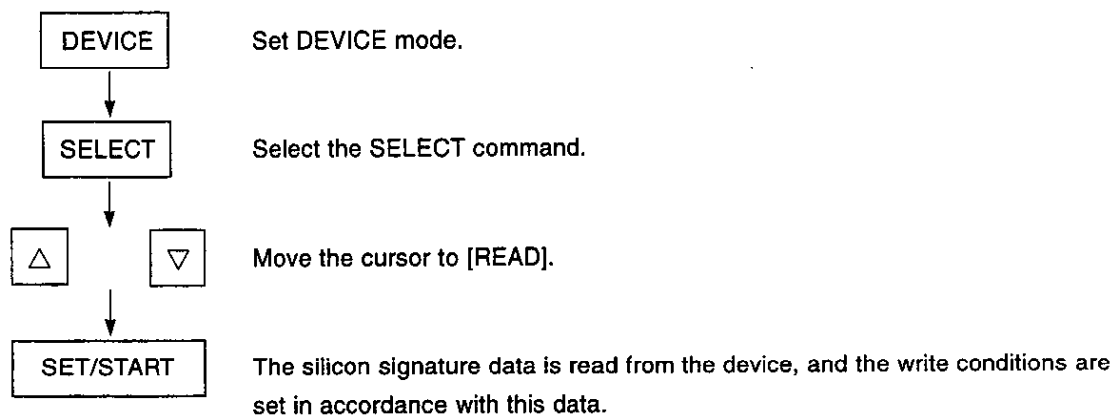 DEVICE Set DEVICE mode.
SELECT Select the SELECT command.
△ ▽ Move the cursor to [READ].
SET/START The silicon signature data is read from the device, and the write conditions are
set in accordance with this data.